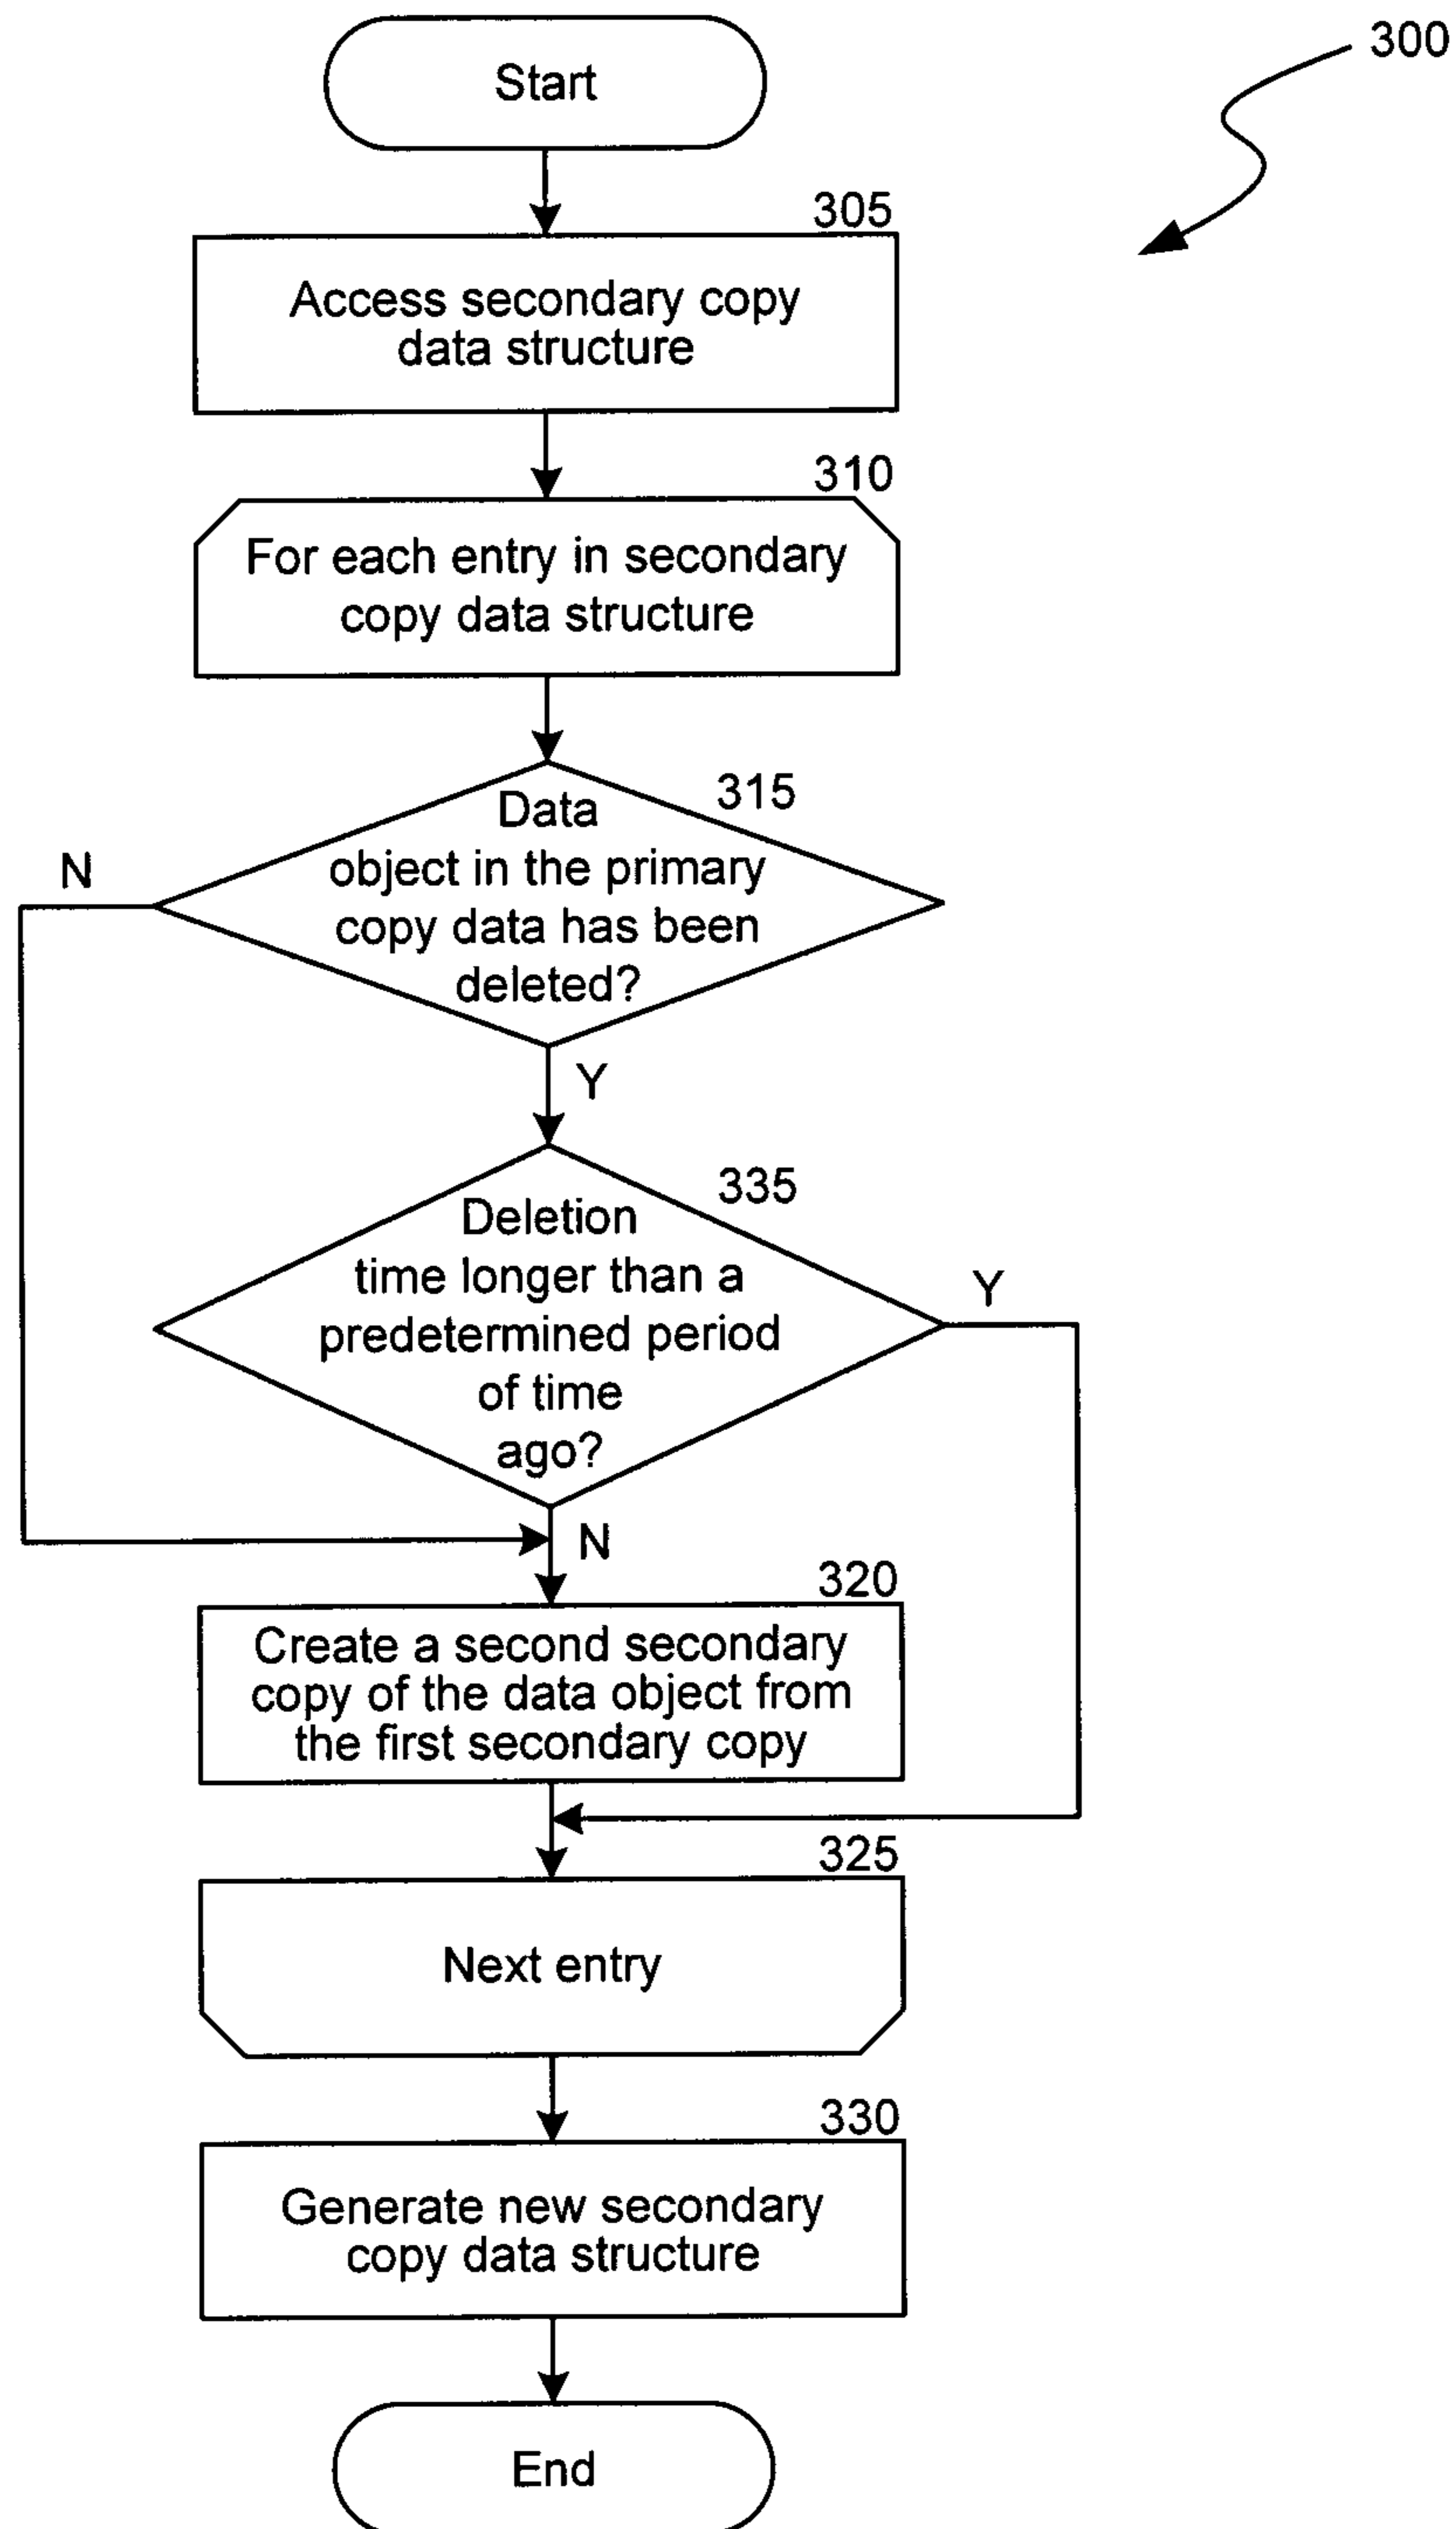 300
Start
305
Access secondary copy
data structure
310
For each entry in secondary
copy data structure
315
Data
object in the primary
copy data has been
deleted?
N
Y
335
Deletion
time longer than a
predetermined period
of time
ago?
Y
N
320
Create a second secondary
copy of the data object from
the first secondary copy
325
Next entry
330
Generate new secondary
copy data structure
End